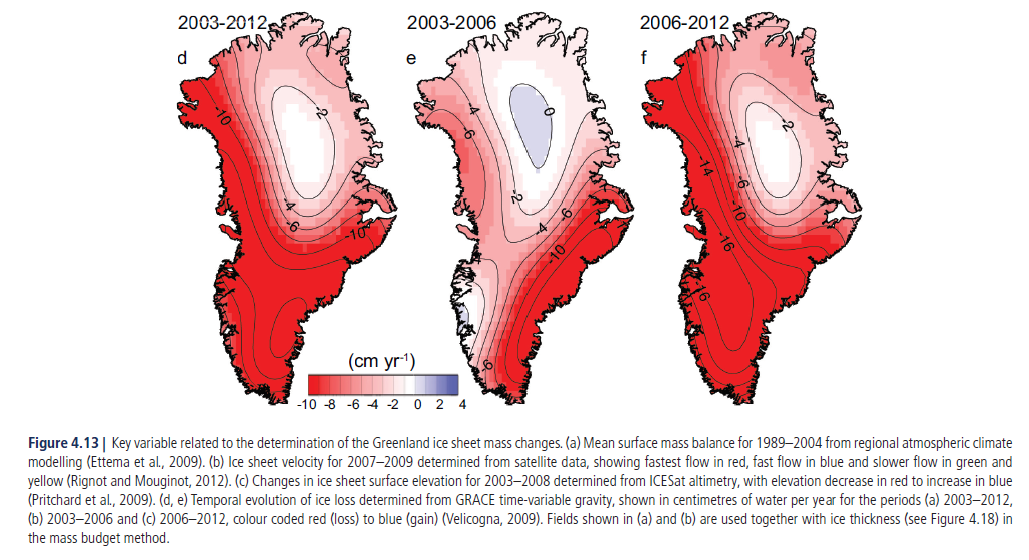 2003-2012 2003-2006 2006-2012
d e f
-10 -2 -4 -6 -10
-4 -6 0 -2 -4 -6 -10 -4 -6
-2 -4 -14 -6 -10 -16 -16
(cm yr-1)
-10 -8 -6 -4 -2 0 2 4
Figure 4.13 | Key variable related to the determination of the Greenland ice sheet mass changes. (a) Mean surface mass balance for 1989–2004 from regional atmospheric climate
modelling (Ettema et al., 2009). (b) Ice sheet velocity for 2007–2009 determined from satellite data, showing fastest flow in red, fast flow in blue and slower flow in green and
yellow (Rignot and Mouginot, 2012). (c) Changes in ice sheet surface elevation for 2003–2008 determined from ICESat altimetry, with elevation decrease in red to increase in blue
(Pritchard et al., 2009). (d, e) Temporal evolution of ice loss determined from GRACE time-variable gravity, shown in centimetres of water per year for the periods (a) 2003–2012,
(b) 2003–2006 and (c) 2006–2012, colour coded red (loss) to blue (gain) (Velicogna, 2009). Fields shown in (a) and (b) are used together with ice thickness (see Figure 4.18) in
the mass budget method.